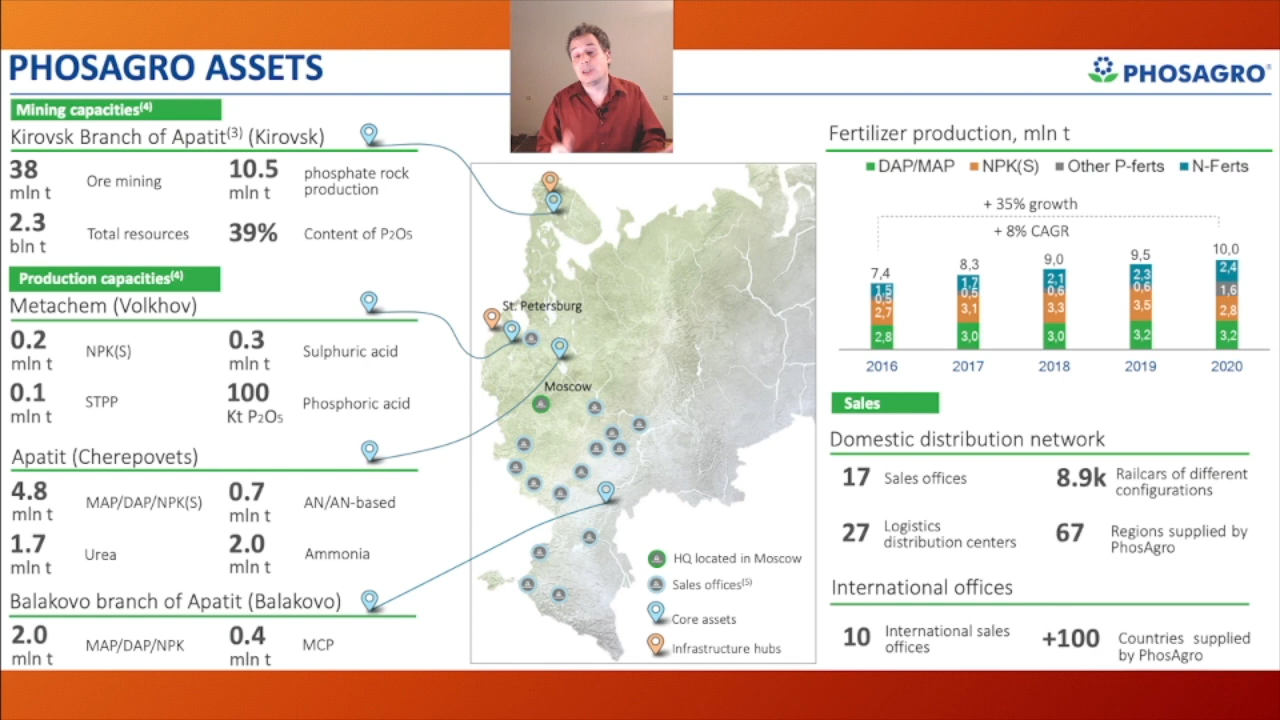 PHOSAGRO ASSETS
PHOSAGRO®
Mining capacities(4)
Kirovsk Branch of Apatit(3) (Kirovsk)
38 mln t
Ore mining
10.5 mln t
phosphate rock
production
2.3 bln t
Total resources
39%
Content of P2O5
Production capacities(4)
Metachem (Volkhov)
0.2 mln t
NPK(S)
0.3 mln t
Sulphuric acid
0.1 mln t
STPP
100 Kt P2O5
Phosphoric acid
Apatit (Cherepovets)
4.8 mln t
MAP/DAP/NPK(S)
0.7 mln t
AN/AN-based
1.7 mln t
Urea
2.0 mln t
Ammonia
Balakovo branch of Apatit (Balakovo)
2.0 mln t
MAP/DAP/NPK
0.4 mln t
MCP
St. Petersburg
Moscow
HQ located in Moscow
Sales offices(5)
Core assets
Infrastructure hubs
Fertilizer production, mln t
DAP/MAP NPK(S) Other P-ferts N-Ferts
+ 35% growth
+ 8% CAGR
7,4 8,3 9,0 9,5 10,0
1,5 1,7 2,1 2,3 2,4
0,5 0,5 0,6 0,6 1,6
2,7 3,1 3,3 3,5 2,8
2,8 3,0 3,0 3,2 3,2
2016 2017 2018 2019 2020
Sales
Domestic distribution network
17
Sales offices
8.9k
Railcars of different
configurations
27
Logistics
distribution centers
67
Regions supplied by
PhosAgro
International offices
10
International sales
offices
+100
Countries supplied
by PhosAgro